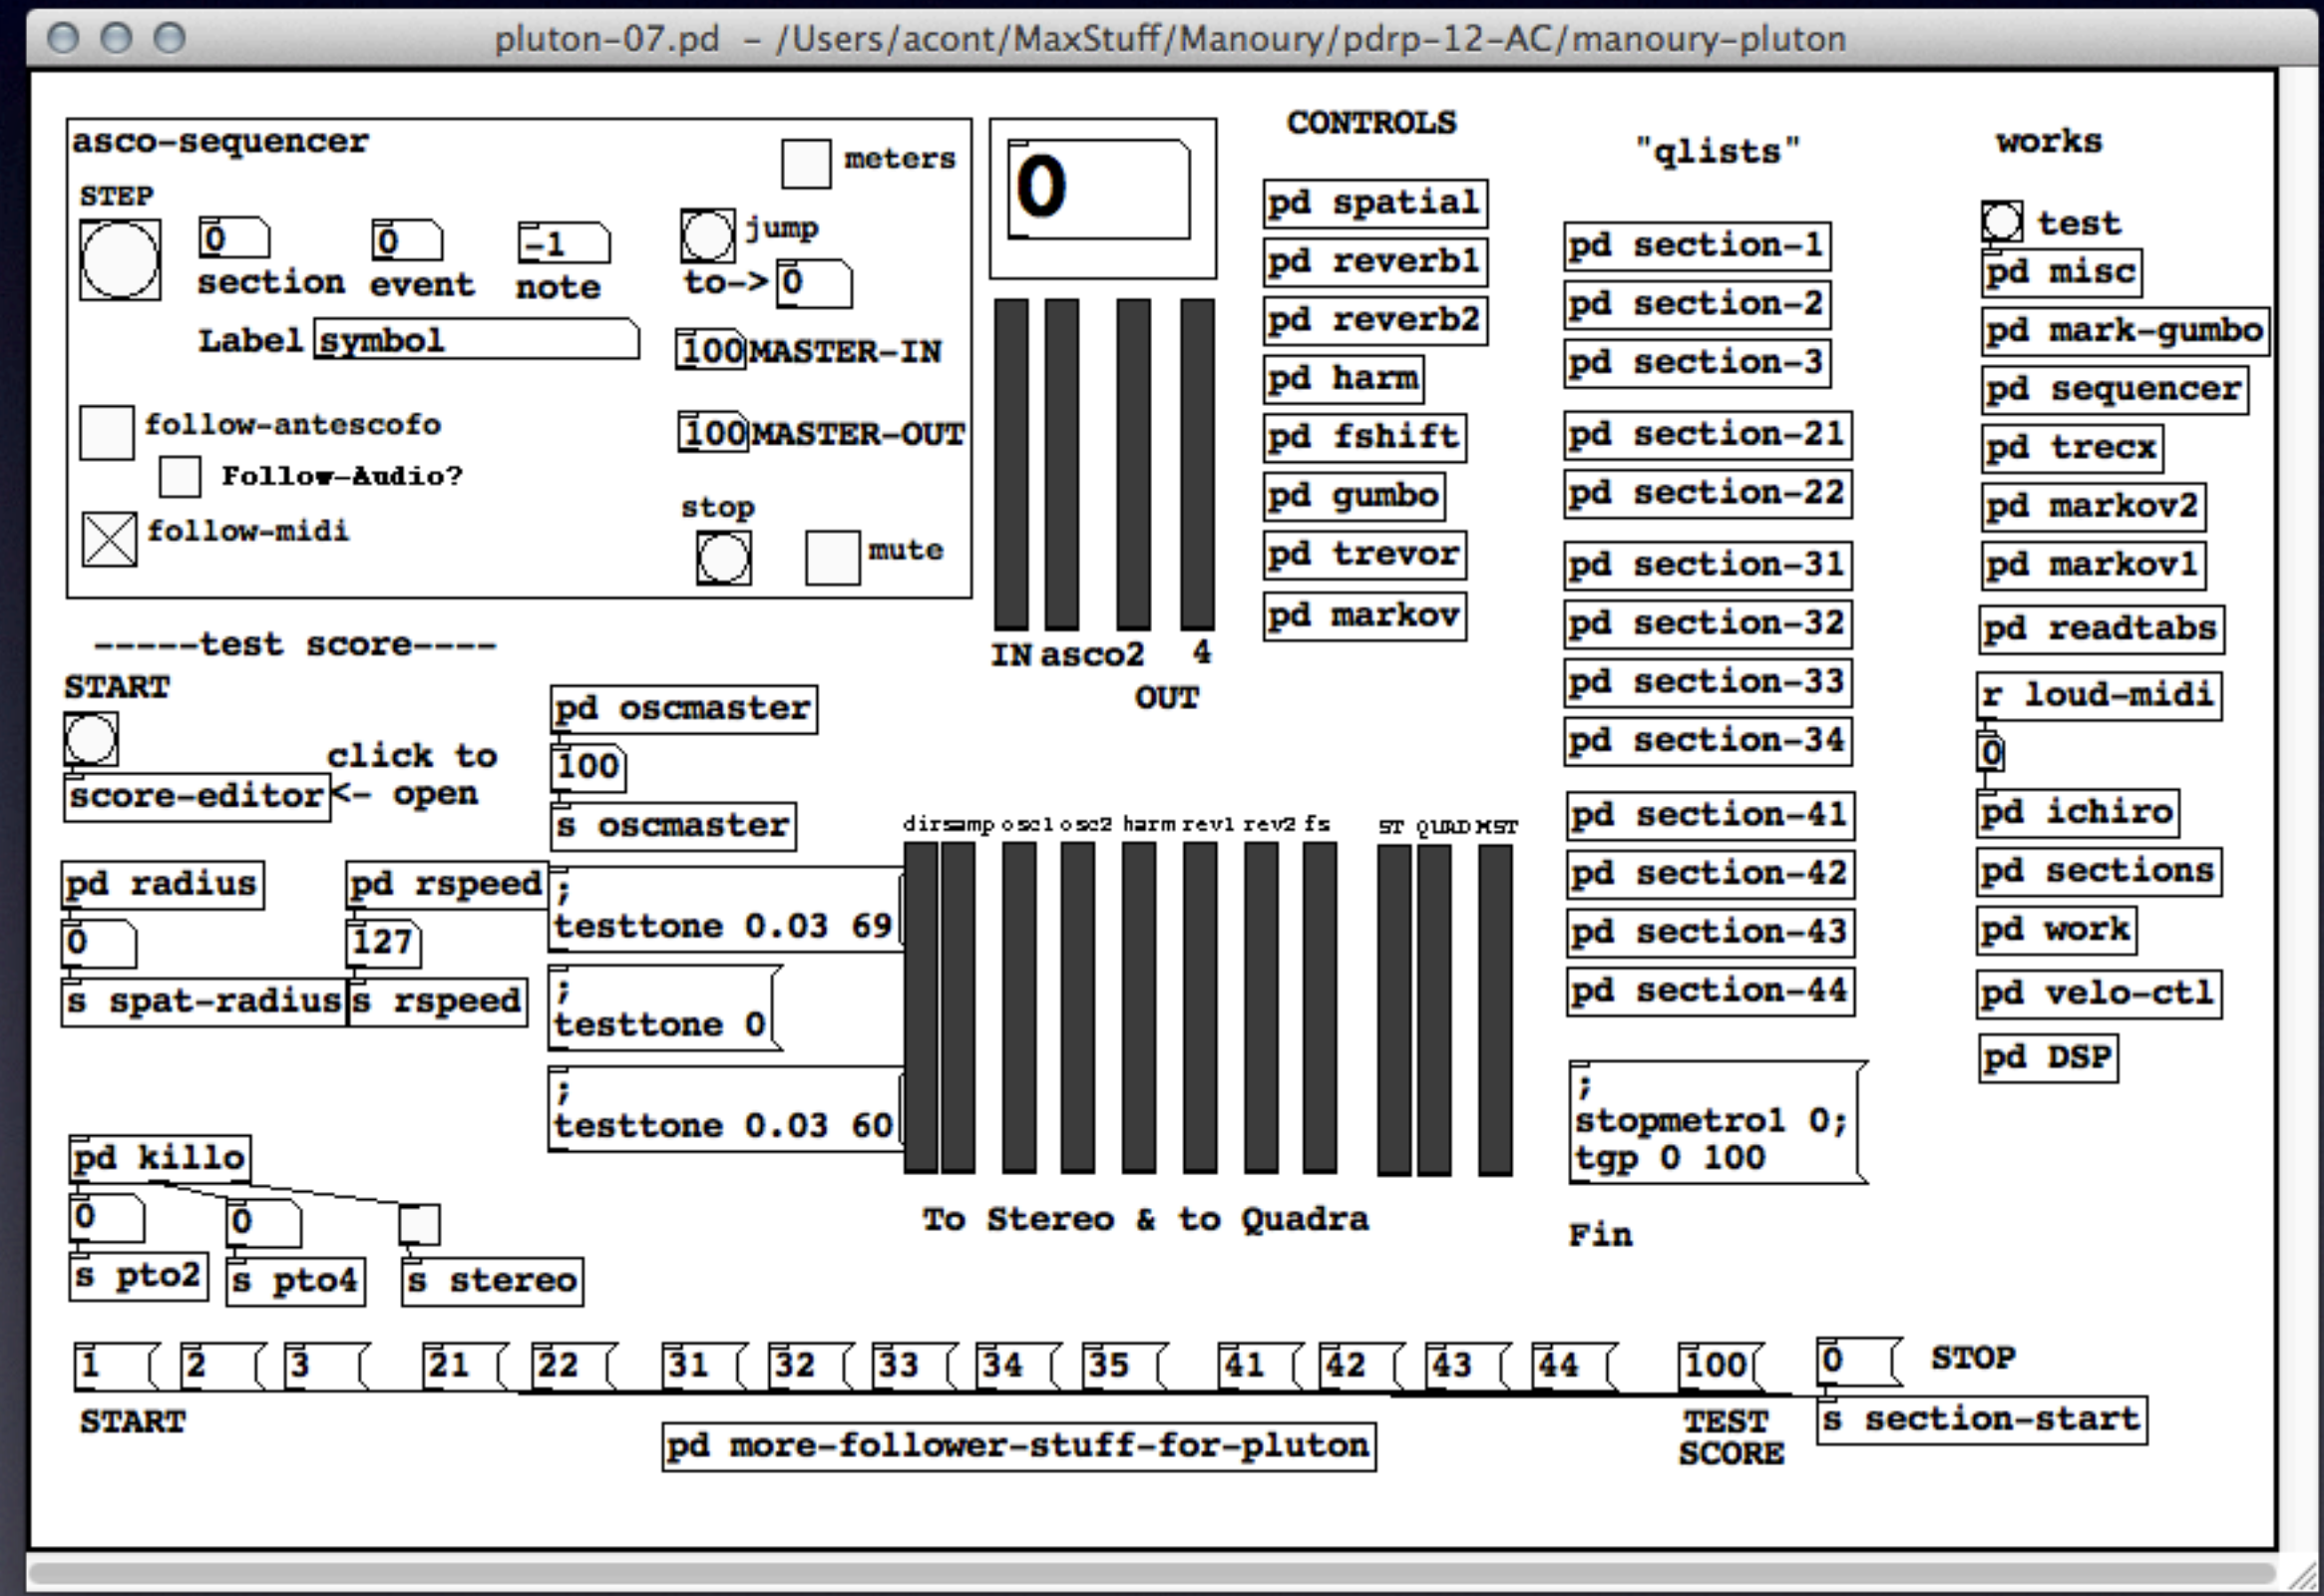 pluton-07.pd - /Users/acont/MaxStuff/Manoury/pdrp-12-AC/manoury-pluton
asco-sequencer
meters
STEP
0
section
0
event
-1
note
jump
to->
0
Label
symbol
100
MASTER-IN
follow-antescofo
100
MASTER-OUT
Follow-Audio?
follow-midi
stop
mute
0
IN
asco2
4
OUT
CONTROLS
pd spatial
pd reverb1
pd reverb2
pd harm
pd fshift
pd gumbo
pd trevor
pd markov
"qlists"
pd section-1
pd section-2
pd section-3
pd section-21
pd section-22
pd section-31
pd section-32
pd section-33
pd section-34
pd section-41
pd section-42
pd section-43
pd section-44
;
stopmetro1 0;
tgp 0 100
Fin
works
test
pd misc
pd mark-gumbo
pd sequencer
pd trecx
pd markov2
pd markov1
pd readtabs
r loud-midi
0
pd ichiro
pd sections
pd work
pd velo-ctl
pd DSP
-----test score----
START
score-editor
click to
<- open
pd oscmaster
100
s oscmaster
pd radius
0
s spat-radius
pd rspeed
127
s rspeed
;
testtone 0.03 69
;
testtone 0
;
testtone 0.03 60
dir
samp
osc1
osc2
harm
rev1
rev2
fs
ST
QUAD
MST
To Stereo & to Quadra
pd killo
0
0
s pto2
s pto4
s stereo
1
2
3
21
22
31
32
33
34
35
41
42
43
44
100
0
STOP
START
TEST
SCORE
s section-start
pd more-follower-stuff-for-pluton